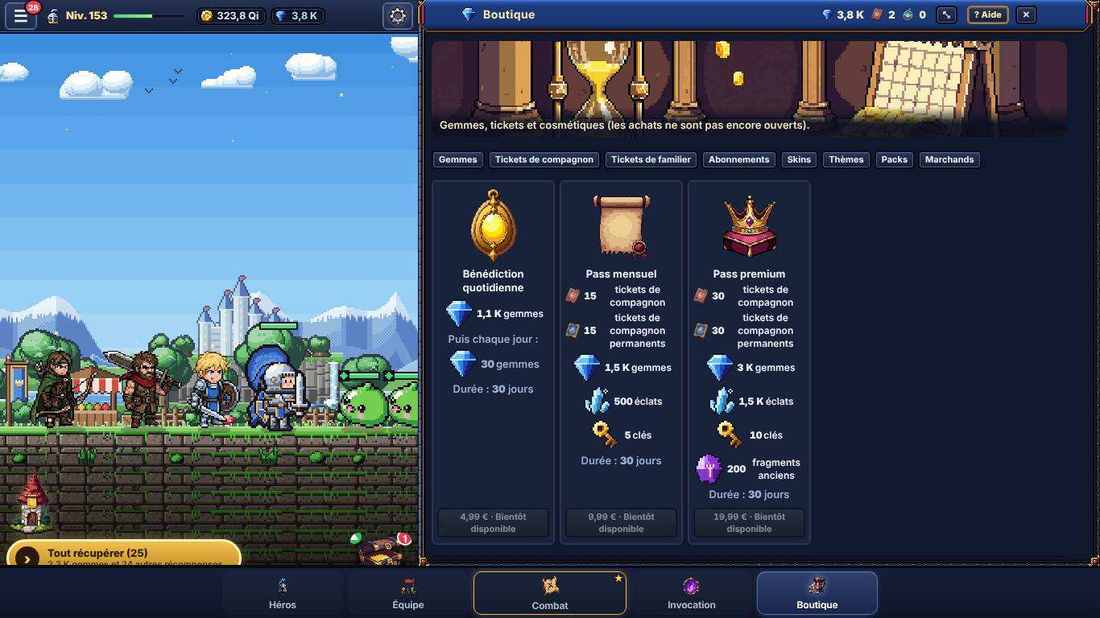 28
Niv. 153
323,8 Qi
3,8 K
Boutique
3,8 K
2
0
? Aide
Gemmes, tickets et cosmétiques (les achats ne sont pas encore ouverts).
Gemmes
Tickets de compagnon
Tickets de familier
Abonnements
Skins
Thèmes
Packs
Marchands
Bénédiction
quotidienne
1,1 K gemmes
Puis chaque jour :
30 gemmes
Durée : 30 jours
4,99 € · Bientôt
disponible
Pass mensuel
15 tickets de
compagnon
15 tickets de
compagnon
permanents
1,5 K gemmes
500 éclats
5 clés
Durée : 30 jours
9,99 € · Bientôt
disponible
Pass premium
30 tickets de
compagnon
30 tickets de
compagnon
permanents
3 K gemmes
1,5 K éclats
10 clés
200 fragments
anciens
Durée : 30 jours
19,99 € · Bientôt
disponible
Tout récupérer (25)
1
Héros
Équipe
Combat
Invocation
Boutique